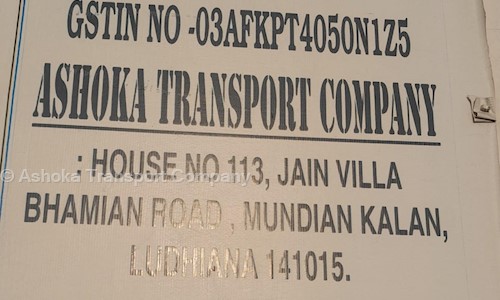 GSTIN NO -03AFKPT4050N1Z5
ASHOKA TRANSPORT COMPANY
: HOUSE NO 113, JAIN VILLA
© Ashoka Transport Company
BHAMIAN ROAD , MUNDIAN KALAN,
LUDHIANA 141015.